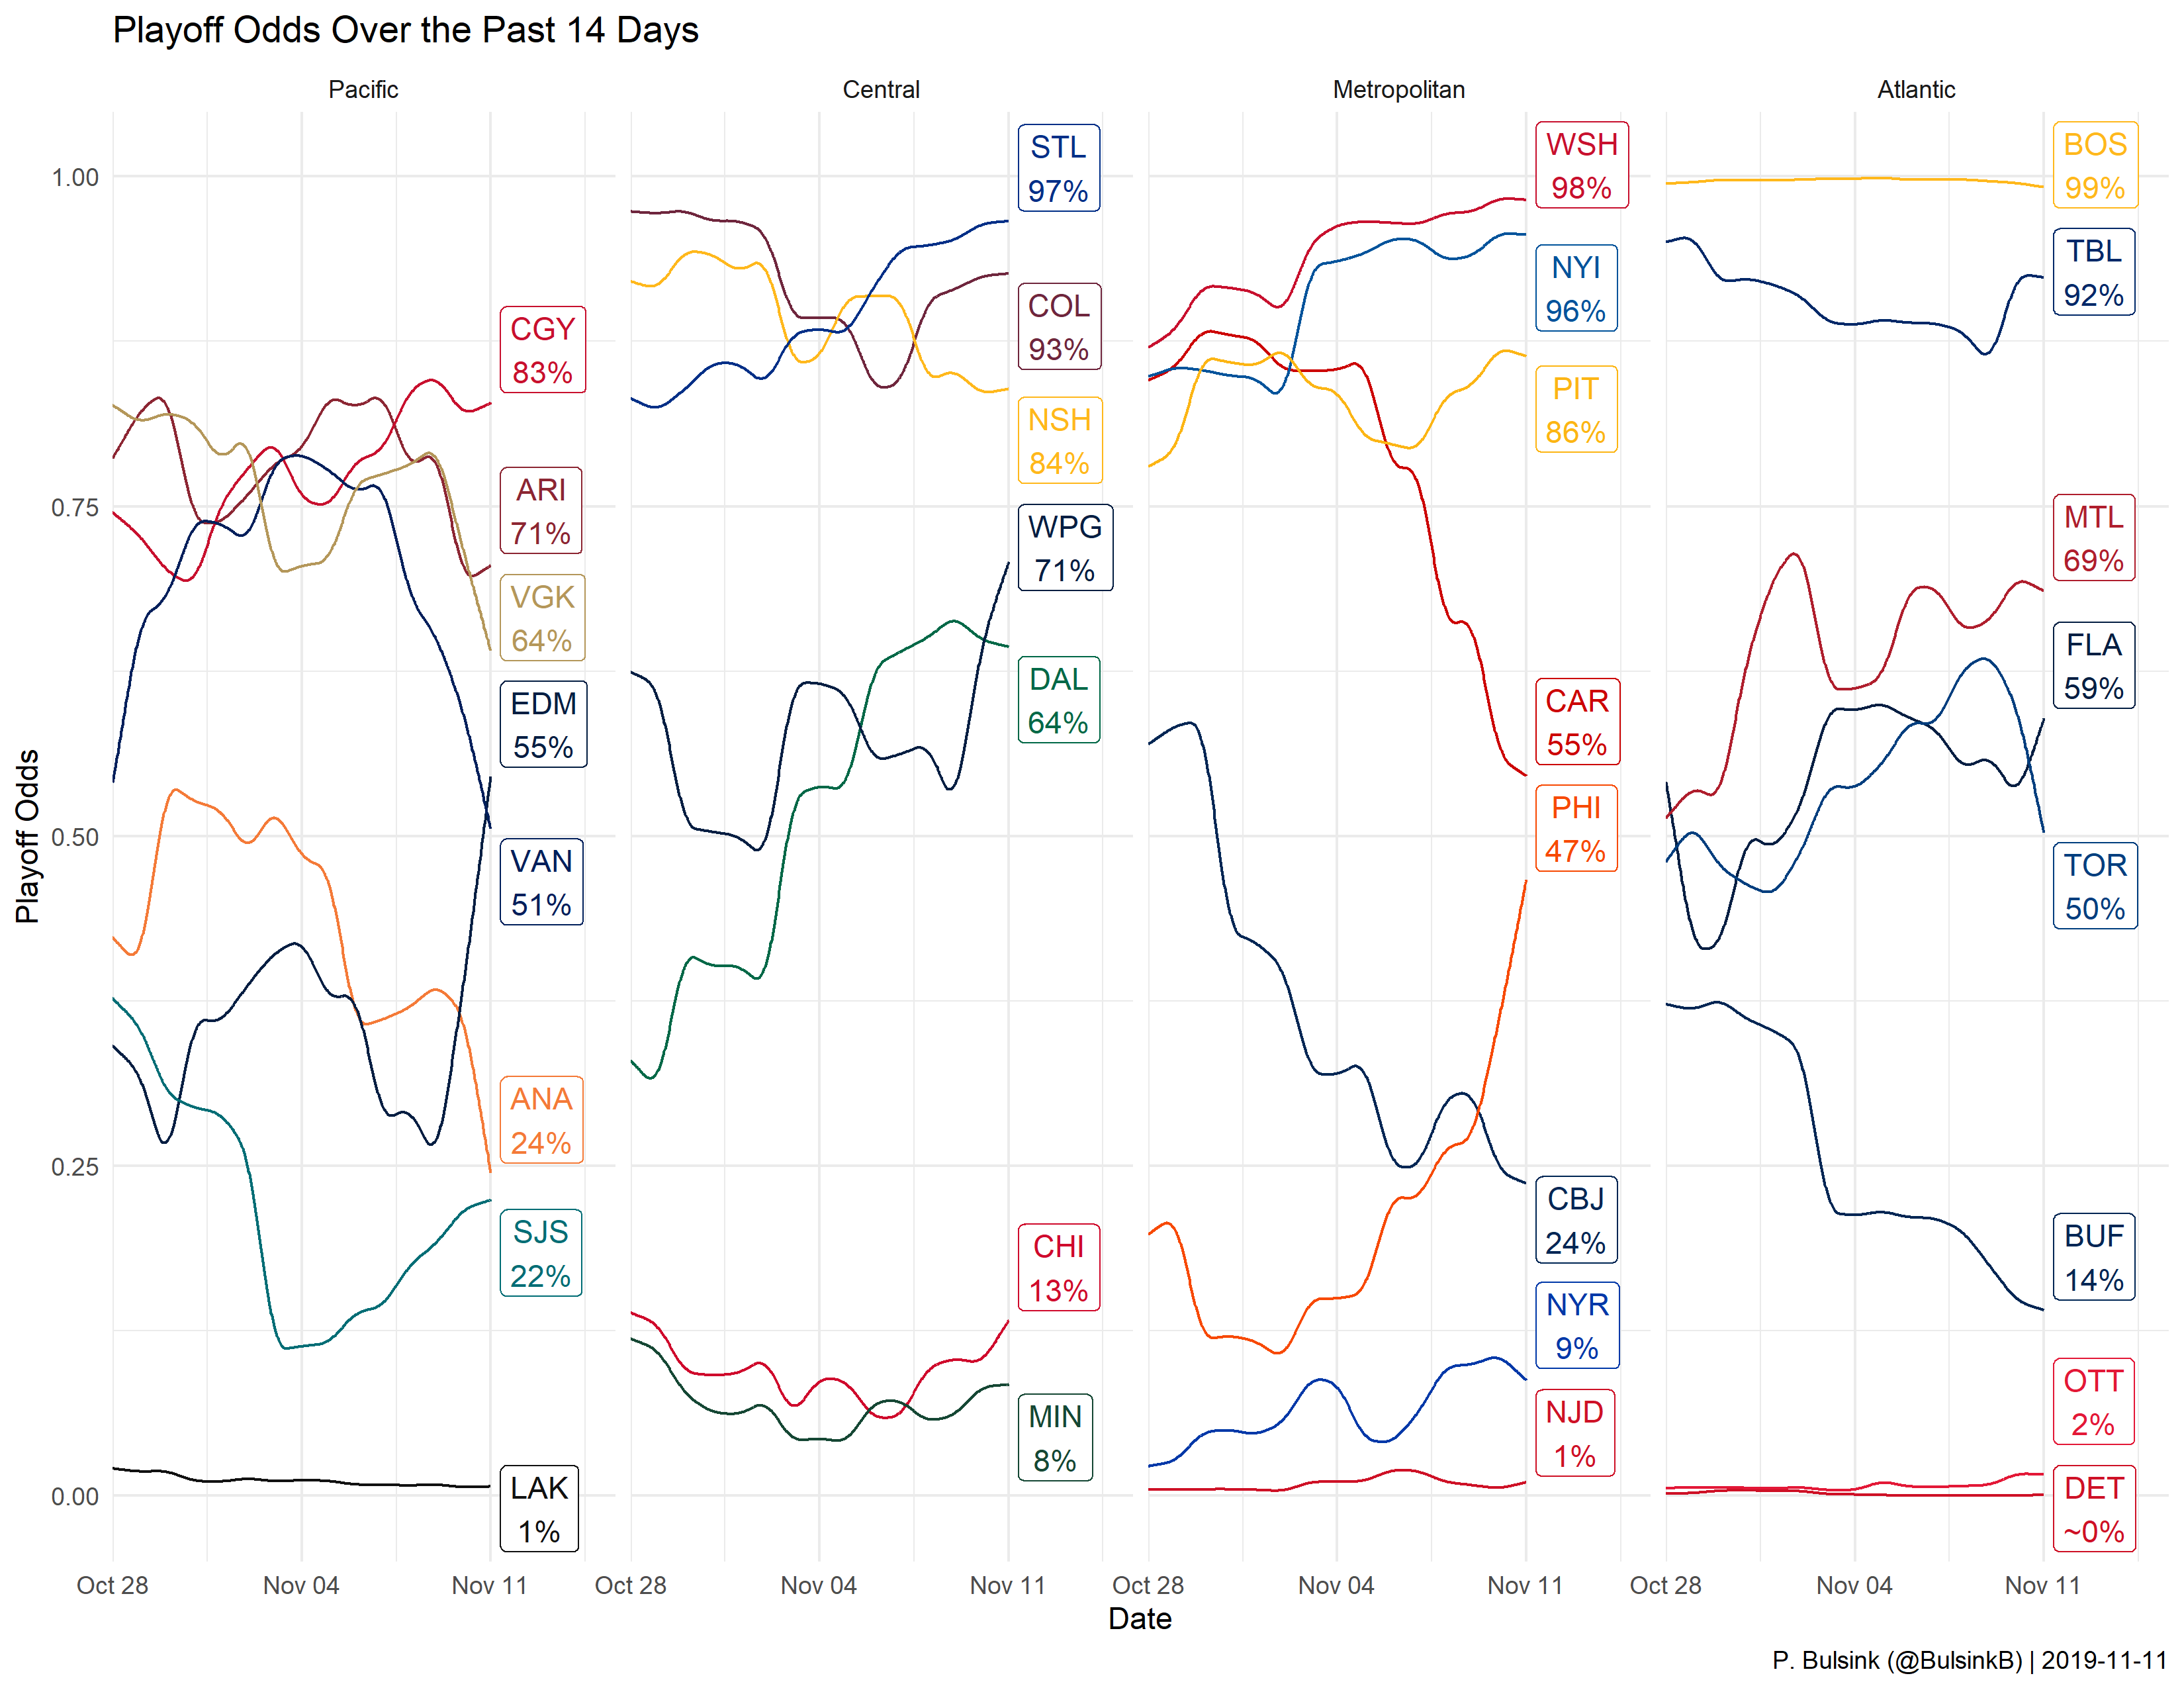 Playoff Odds Over the Past 14 Days
Pacific
Central
Metropolitan
Atlantic
Playoff Odds
1.00
0.75
0.50
0.25
0.00
CGY
83%
ARI
71%
VGK
64%
EDM
55%
VAN
51%
ANA
24%
SJS
22%
LAK
1%
STL
97%
COL
93%
NSH
84%
WPG
71%
DAL
64%
CHI
13%
MIN
8%
WSH
98%
NYI
96%
PIT
86%
CAR
55%
PHI
47%
CBJ
24%
NYR
9%
NJD
1%
BOS
99%
TBL
92%
MTL
69%
FLA
59%
TOR
50%
BUF
14%
OTT
2%
DET
~0%
Oct 28 Nov 04 Nov 11
Oct 28 Nov 04 Nov 11
Oct 28 Nov 04 Nov 11
Oct 28 Nov 04 Nov 11
Date
P. Bulsink (@BulsinkB) | 2019-11-11